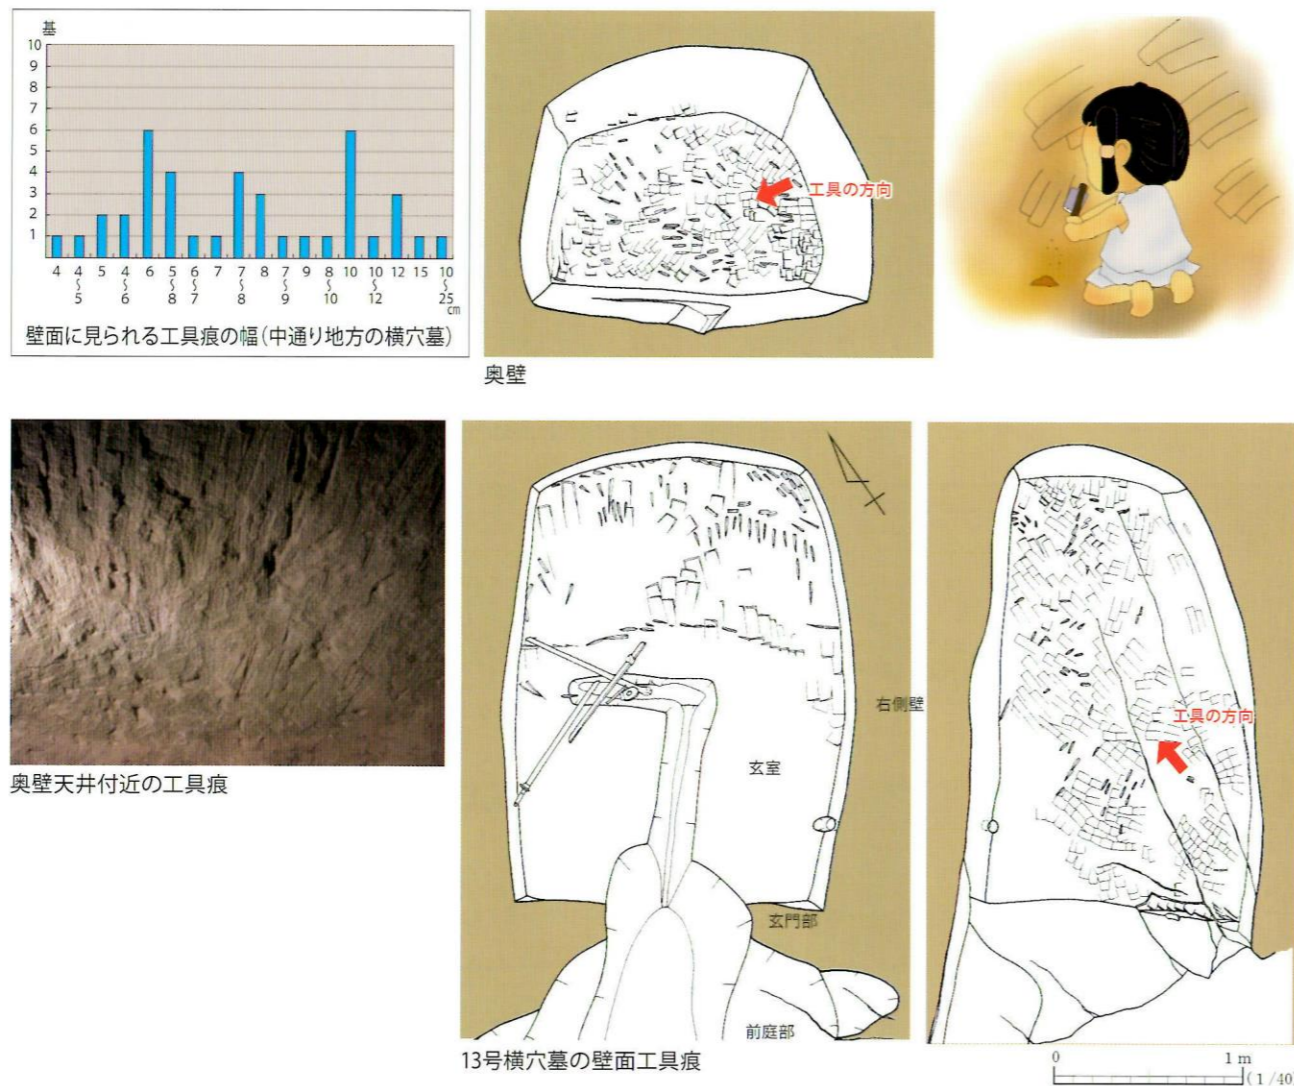 基
10
9
8
7
6
5
4
3
2
1
4 4〜5 5 4〜6 6 5〜8 6〜7 7 7〜8 8 7〜9 9 8〜10 10 10〜12 12 15 10〜25
cm
壁面に見られる工具痕の幅(中通り地方の横穴墓)
工具の方向
奥壁
奥壁天井付近の工具痕
右側壁
玄室
工具の方向
玄門部
前庭部
13号横穴墓の壁面工具痕
0 1 m
(1/40